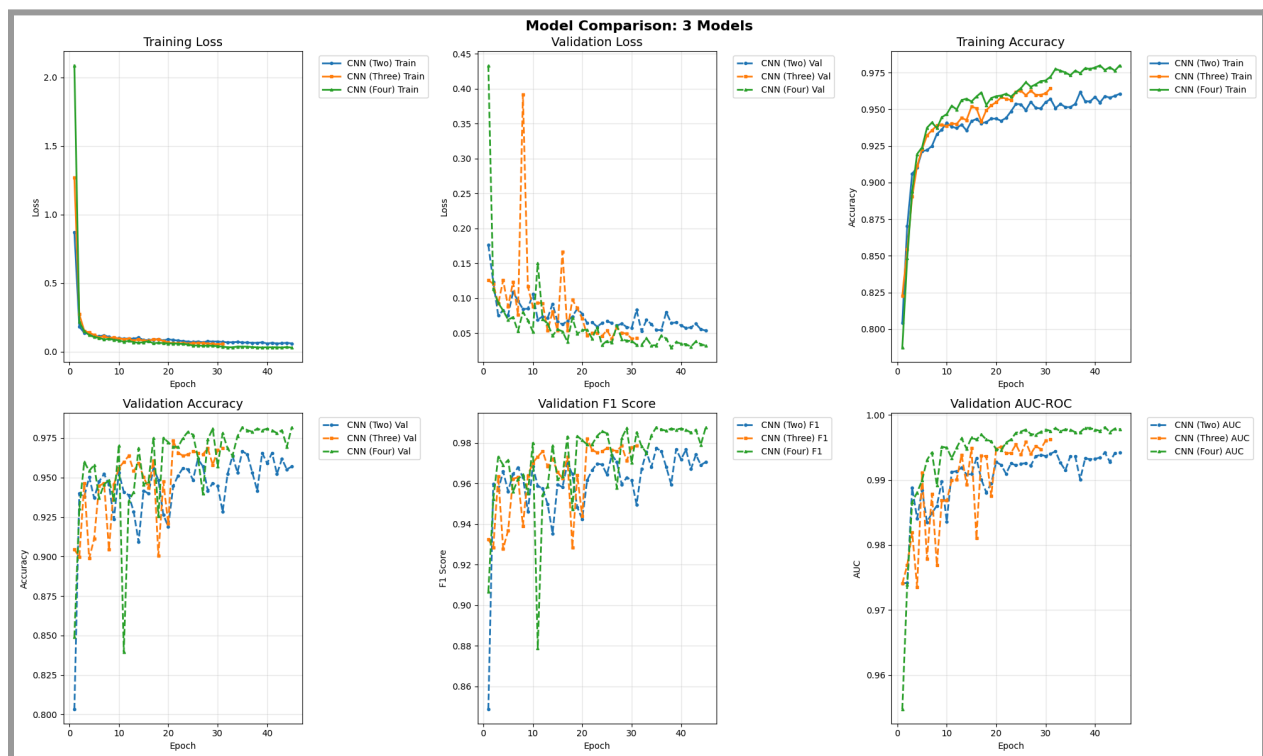 Model Comparison: 3 Models
Training Loss
CNN (Two) Train
CNN (Three) Train
CNN (Four) Train
2.0
1.5
1.0
0.5
0.0
Loss
0
10
20
30
40
Epoch
Validation Loss
CNN (Two) Val
CNN (Three) Val
CNN (Four) Val
0.45
0.40
0.35
0.30
0.25
0.20
0.15
0.10
0.05
Loss
0
10
20
30
40
Epoch
Training Accuracy
CNN (Two) Train
CNN (Three) Train
CNN (Four) Train
0.975
0.950
0.925
0.900
0.875
0.850
0.825
0.800
Accuracy
0
10
20
30
40
Epoch
Validation Accuracy
CNN (Two) Val
CNN (Three) Val
CNN (Four) Val
0.975
0.950
0.925
0.900
0.875
0.850
0.825
0.800
Accuracy
0
10
20
30
40
Epoch
Validation F1 Score
CNN (Two) F1
CNN (Three) F1
CNN (Four) F1
0.98
0.96
0.94
0.92
0.90
0.88
0.86
F1 Score
0
10
20
30
40
Epoch
Validation AUC-ROC
CNN (Two) AUC
CNN (Three) AUC
CNN (Four) AUC
1.00
0.99
0.98
0.97
0.96
AUC
0
10
20
30
40
Epoch